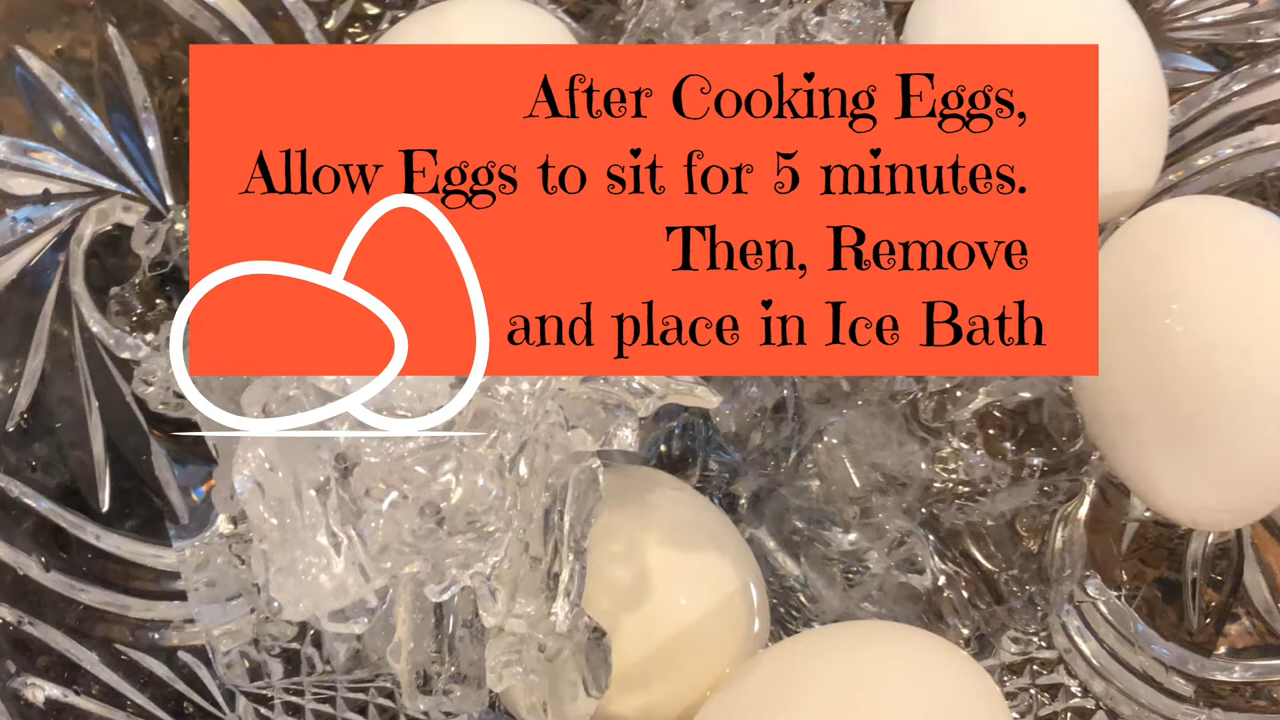 After Cooking Eggs,
Allow Eggs to sit for 5 minutes.
Then, Remove
and place in Ice Bath